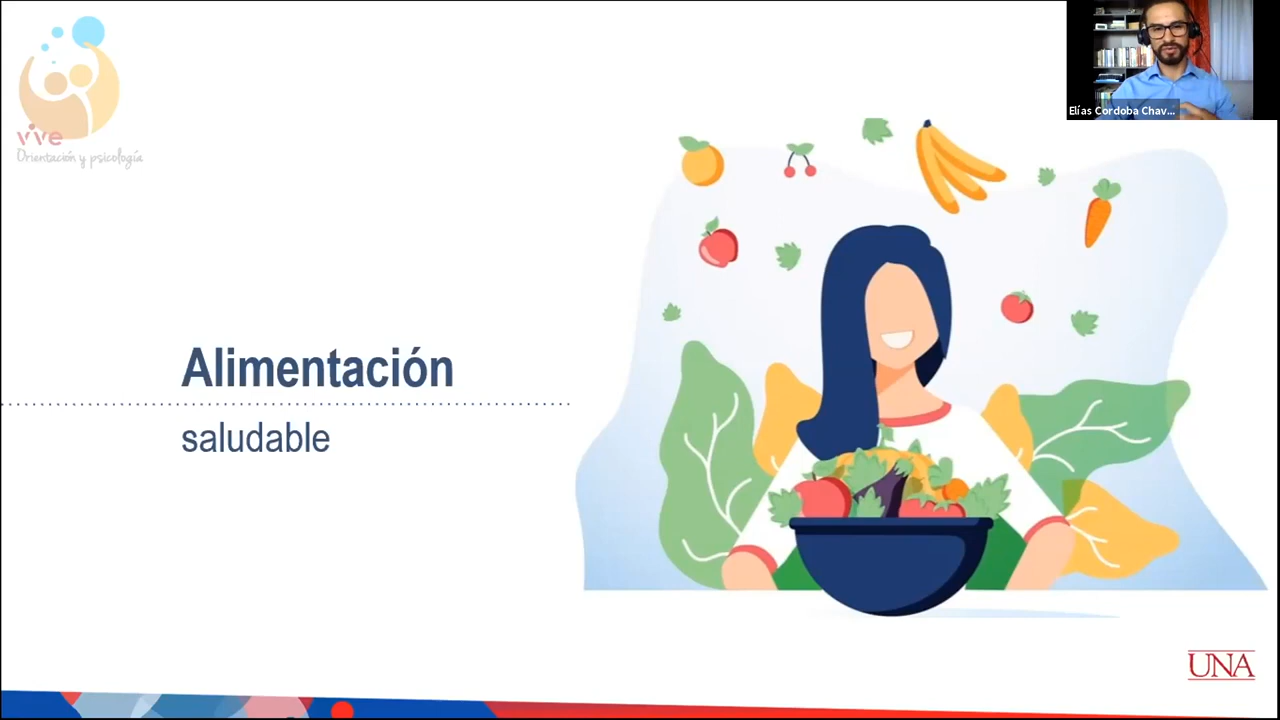 vive
Orientación y psicología
Elías Cordoba Chav...
Alimentación
saludable
UNA